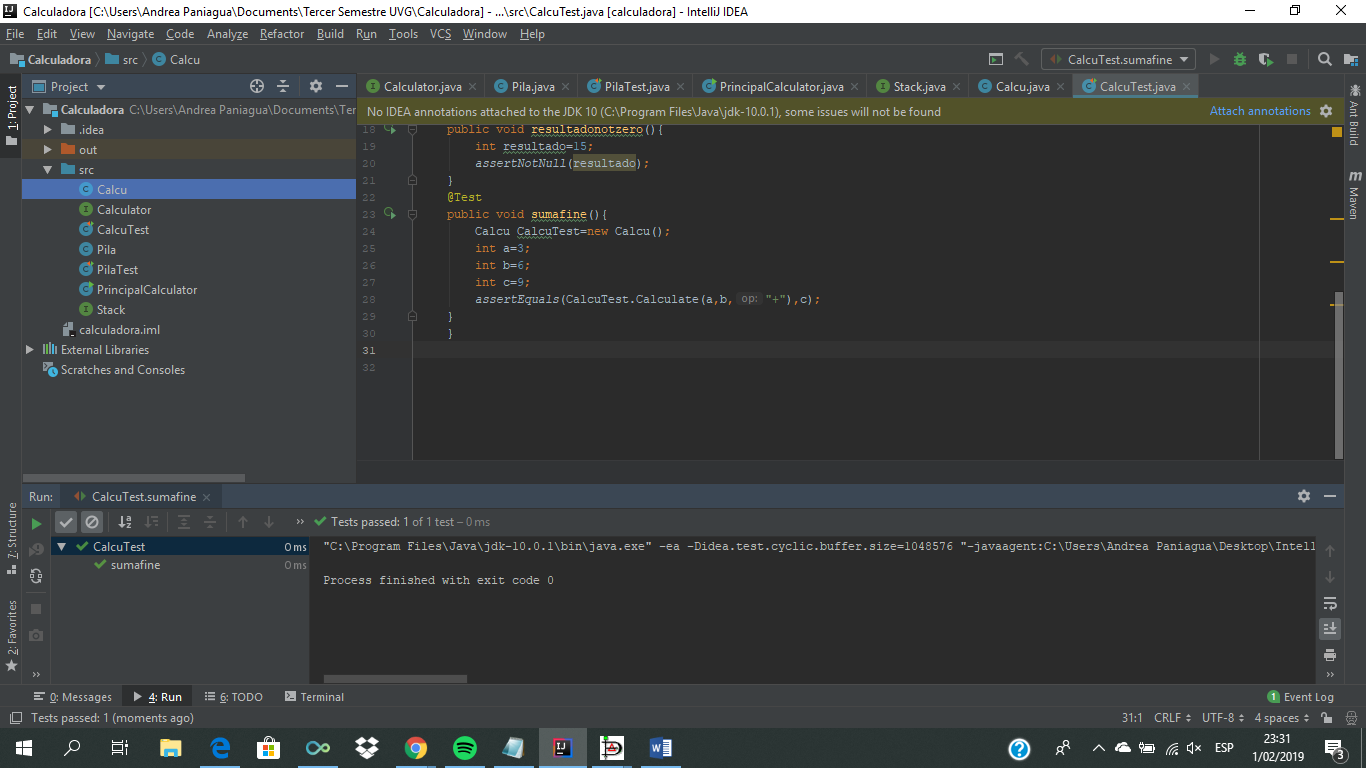 Calculadora [C:\Users\Andrea Paniagua\Documents\Tercer Semestre UVG\Calculadora] - ...\src\CalcuTest.java [calculadora] - IntelliJ IDEA
File Edit View Navigate Code Analyze Refactor Build Run Tools VCS Window Help
Calculadora src Calcu CalcuTest.sumafine
1: Project
Project
Calculator.java Pila.java PilaTest.java PrincipalCalculator.java Stack.java Calcu.java CalcuTest.java
Calculadora C:\Users\Andrea Paniagua\Documents\Ter
.idea
out
src
Calcu
Calculator
CalcuTest
Pila
PilaTest
PrincipalCalculator
Stack
calculadora.iml
External Libraries
Scratches and Consoles
No IDEA annotations attached to the JDK 10 (C:\Program Files\Java\jdk-10.0.1), some issues will not be found Attach annotations
18 public void resultadonotzero(){
19 int resultado=15;
20 assertNotNull(resultado);
21 }
22 @Test
23 public void sumafine(){
24 Calcu CalcuTest=new Calcu();
25 int a=3;
26 int b=6;
27 int c=9;
28 assertEquals(CalcuTest.Calculate(a,b, op: "+"),c);
29 }
30 }
31
32
Ant Build
Maven
7: Structure
2: Favorites
Run: CalcuTest.sumafine
Tests passed: 1 of 1 test – 0 ms
CalcuTest 0 ms
sumafine 0 ms
"C:\Program Files\Java\jdk-10.0.1\bin\java.exe" -ea -Didea.test.cyclic.buffer.size=1048576 "-javaagent:C:\Users\Andrea Paniagua\Desktop\Intell
Process finished with exit code 0
0: Messages 4: Run 6: TODO Terminal 1 Event Log
Tests passed: 1 (moments ago) 31:1 CRLF UTF-8 4 spaces
ESP
23:31
1/02/2019
3